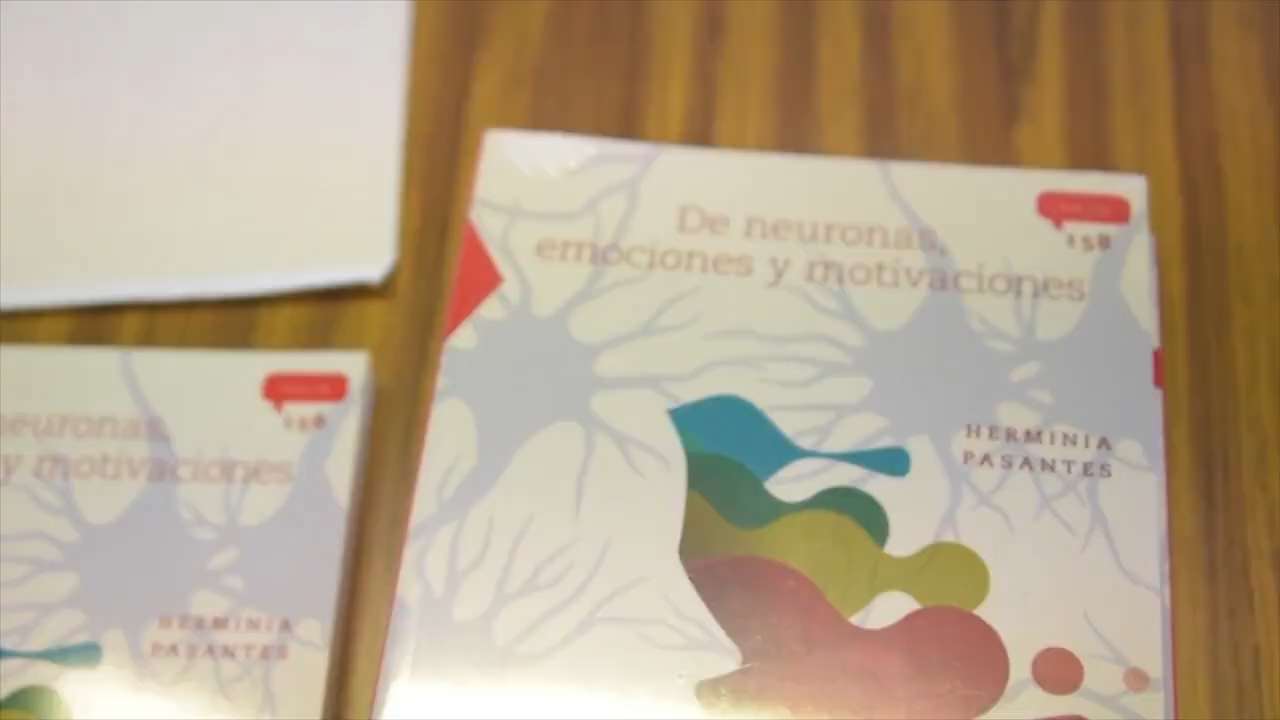 De neuronas,
emociones y motivaciones
158
HERMINIA
PASANTES
neuronas,
y motivaciones
158
HERMINIA
PASANTES